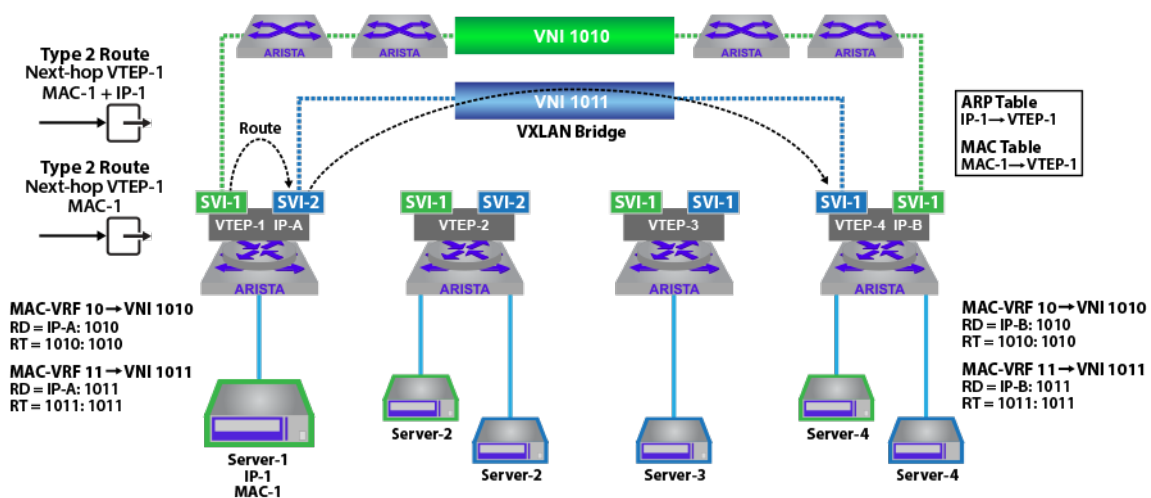 ARISTA
ARISTA
VNI 1010
ARISTA
ARISTA
Type 2 Route
Next-hop VTEP-1
MAC-1 + IP-1
VNI 1011
VXLAN Bridge
Route
ARP Table
IP-1→VTEP-1
MAC Table
MAC-1→VTEP-1
Type 2 Route
Next-hop VTEP-1
MAC-1
SVI-1
SVI-2
VTEP-1 IP-A
ARISTA
SVI-1
SVI-2
VTEP-2
ARISTA
SVI-1
SVI-1
VTEP-3
ARISTA
SVI-1
SVI-1
VTEP-4 IP-B
ARISTA
MAC-VRF 10→VNI 1010
RD = IP-A: 1010
RT = 1010: 1010
MAC-VRF 11→VNI 1011
RD = IP-A: 1011
RT = 1011: 1011
MAC-VRF 10→VNI 1010
RD = IP-B: 1010
RT = 1010: 1010
MAC-VRF 11→VNI 1011
RD = IP-B: 1011
RT = 1011: 1011
Server-1
IP-1
MAC-1
Server-2
Server-2
Server-3
Server-4
Server-4